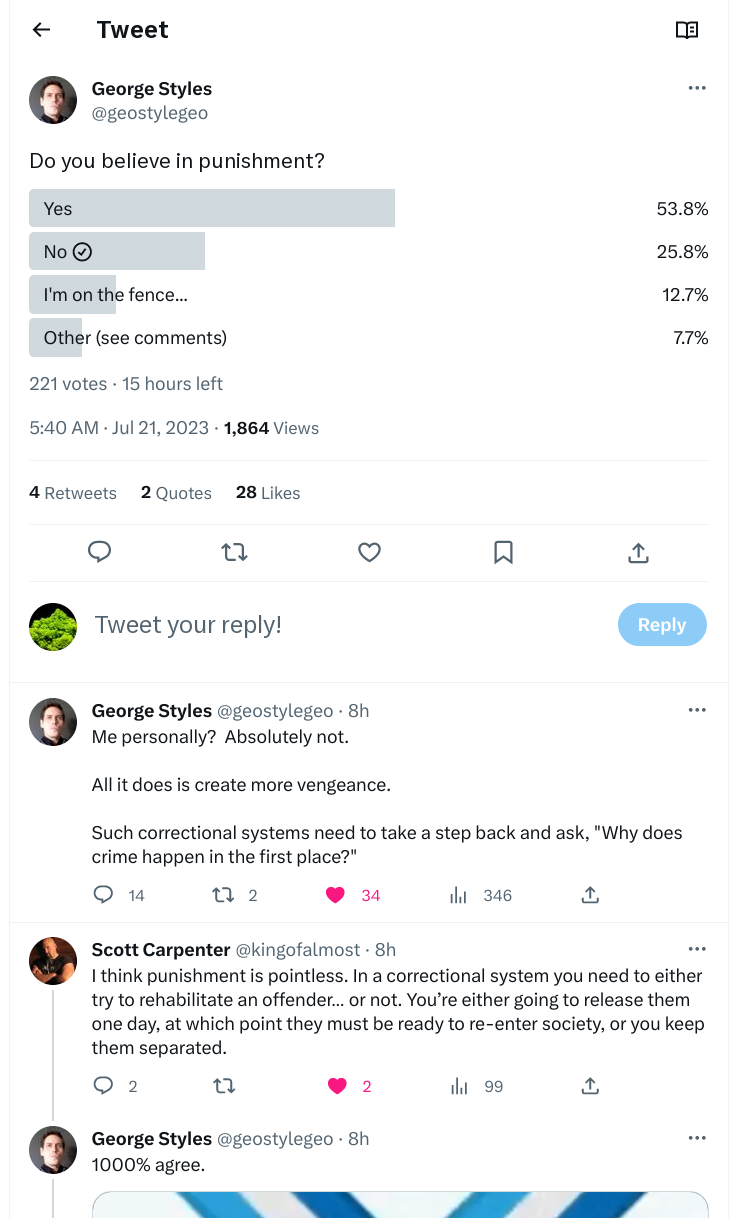 Tweet
George Styles
@geostylegeo
Do you believe in punishment?
Yes 53.8%
No 25.8%
I'm on the fence... 12.7%
Other (see comments) 7.7%
221 votes · 15 hours left
5:40 AM · Jul 21, 2023 · 1,864 Views
4 Retweets 2 Quotes 28 Likes
Tweet your reply!
Reply
George Styles @geostylegeo · 8h
Me personally?  Absolutely not.
All it does is create more vengeance.
Such correctional systems need to take a step back and ask, "Why does
crime happen in the first place?"
14 2 34 346
Scott Carpenter @kingofalmost · 8h
I think punishment is pointless. In a correctional system you need to either
try to rehabilitate an offender... or not. You’re either going to release them
one day, at which point they must be ready to re-enter society, or you keep
them separated.
2 2 99
George Styles @geostylegeo · 8h
1000% agree.